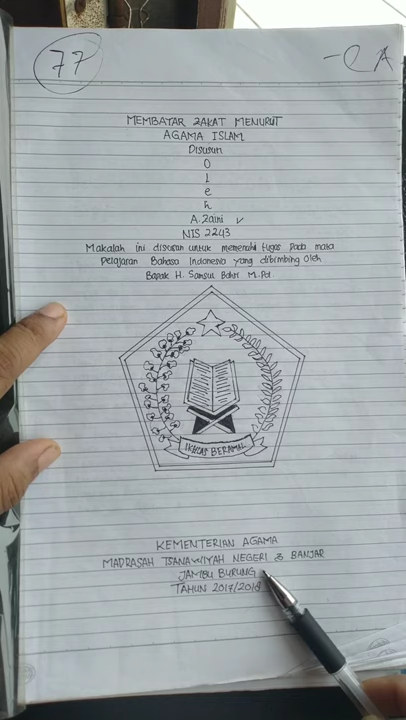 77
MEMBAYAR ZAKAT MENURUT
AGAMA ISLAM
Disusun
O
l
e
h
A. Zaini
NIS 2243
Makalah ini disusun untuk memenuhi tugas pada mata
Pelajaran Bahasa Indonesia yang dibimbing oleh
Bapak H. Samsul Bahri M.Pd.
IKHLAS BERAMAL
KEMENTERIAN AGAMA
MADRASAH TSANAWIYAH NEGERI 3 BANJAR
JAMBU BURUNG
TAHUN 2017/2018